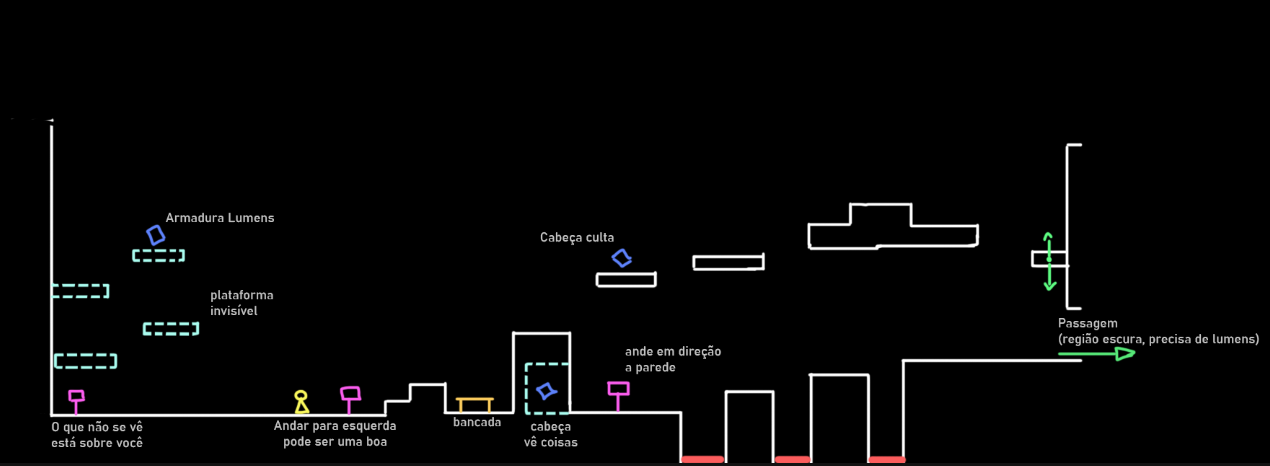 Armadura Lumens
Cabeça culta
plataforma
invisível
Passagem
(região escura, precisa de lumens)
ande em direção
a parede
O que não se vê
está sobre você
Andar para esquerda
pode ser uma boa
bancada
cabeça
vê coisas